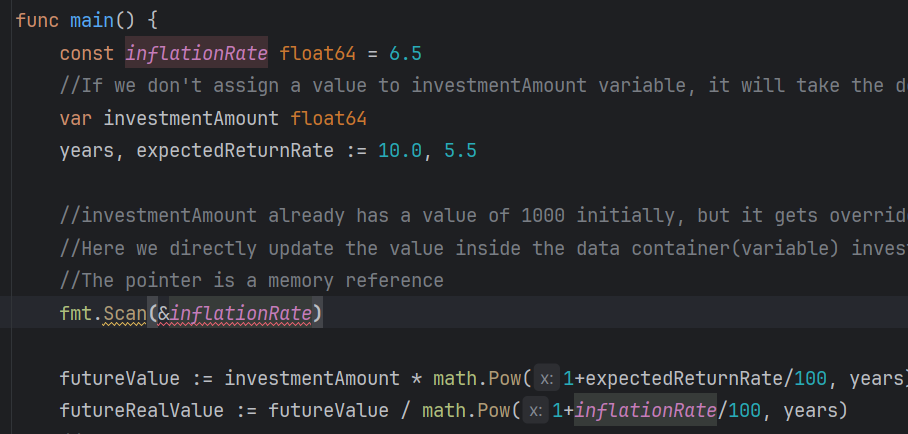 func main() {
const inflationRate float64 = 6.5
//If we don't assign a value to investmentAmount variable, it will take the
var investmentAmount float64
years, expectedReturnRate := 10.0, 5.5
//investmentAmount already has a value of 1000 initially, but it gets
//Here we directly update the value inside the data container(variable)
//The pointer is a memory reference
fmt.Scan(&inflationRate)
futureValue := investmentAmount * math.Pow( x: 1+expectedReturnRate/100, years)
futureRealValue := futureValue / math.Pow( x: 1+inflationRate/100, years)